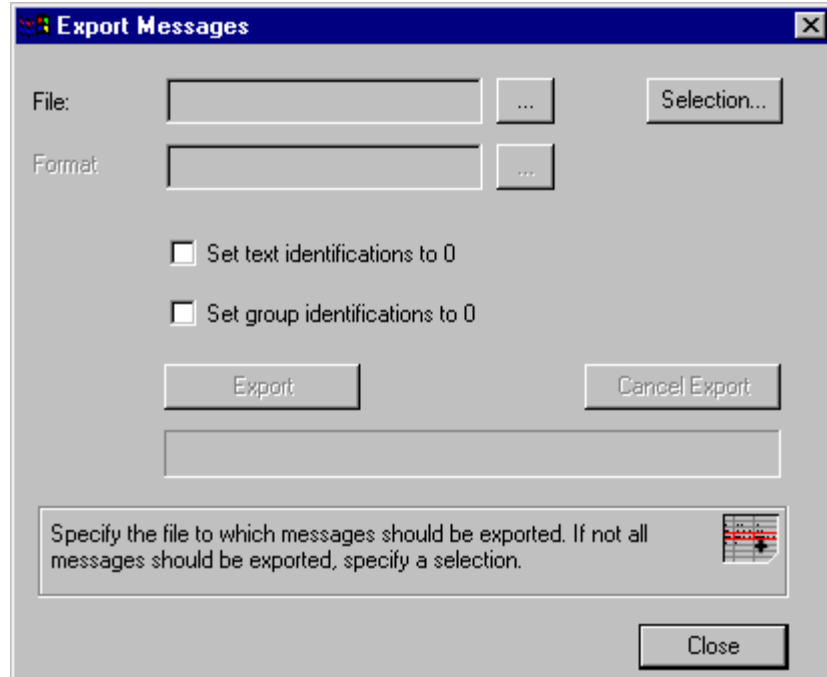 Export Messages
File:
...
Selection...
Format
...
Set text identifications to 0
Set group identifications to 0
Export
Cancel Export
Specify the file to which messages should be exported. If not all
messages should be exported, specify a selection.
Close